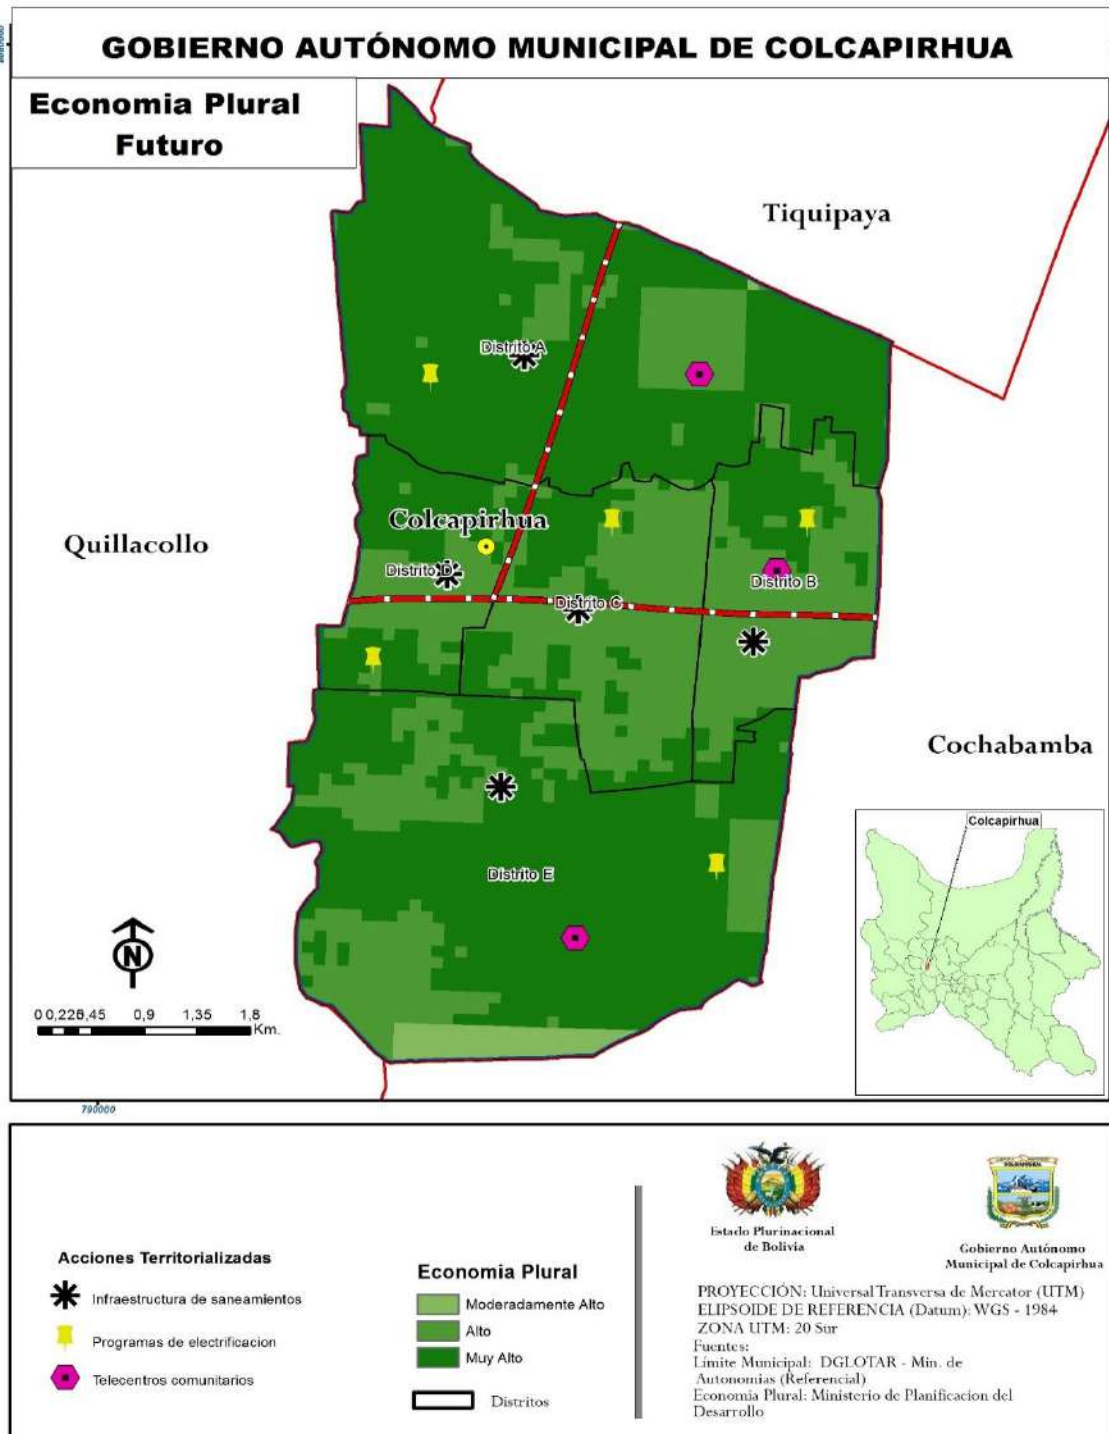 GOBIERNO AUTÓNOMO MUNICIPAL DE COLCAPIRHUA
Economia Plural
Futuro
Tiquipaya
Distrito A
Colcapirhua
Quillacollo
Distrito D
Distrito B
Distrito C
Cochabamba
Colcapirhua
Distrito E
N
0 0,225 0,45 0,9 1,35 1,8
Km.
790000
Estado Plurinacional
de Bolivia
Gobierno Autónomo
Municipal de Colcapirhua
Acciones Territorializadas
Infraestructura de saneamientos
Programas de electrificacion
Telecentros comunitarios
Economia Plural
Moderadamente Alto
Alto
Muy Alto
Distritos
PROYECCIÓN: Universal Transversa de Mercator (UTM)
ELIPSOIDE DE REFERENCIA (Datum): WGS - 1984
ZONA UTM: 20 Sur
Fuentes:
Límite Municipal: DGLOTAR - Min. de
Autonomias (Referencial)
Economia Plural: Ministerio de Planificacion del
Desarrollo